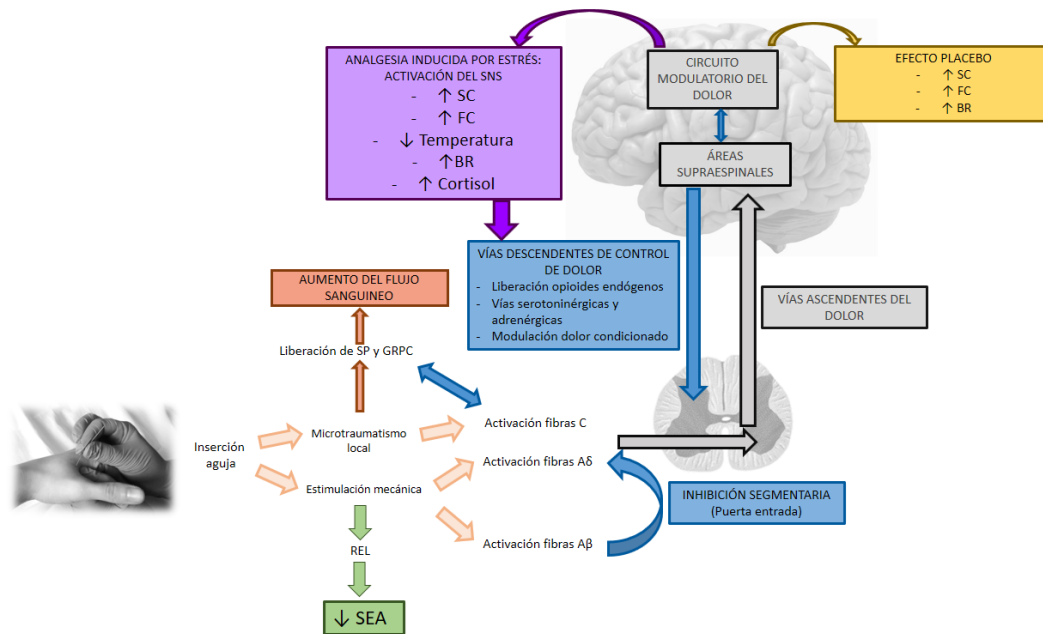 ANALGESIA INDUCIDA POR ESTRÉS:
ACTIVACIÓN DEL SNS
- ↑ SC
- ↑ FC
- ↓ Temperatura
- ↑BR
- ↑ Cortisol
CIRCUITO
MODULATORIO DEL
DOLOR
EFECTO PLACEBO
- ↑ SC
- ↑ FC
- ↑ BR
ÁREAS
SUPRAESPINALES
VÍAS DESCENDENTES DE CONTROL
DE DOLOR
- Liberación opioides endógenos
- Vías serotoninérgicas y
adrenérgicas
- Modulación dolor condicionado
AUMENTO DEL FLUJO
SANGUINEO
VÍAS ASCENDENTES DEL
DOLOR
Liberación de SP y GRPC
Inserción
aguja
Microtraumatismo
local
Activación fibras C
Estimulación mecánica
Activación fibras Aδ
INHIBICIÓN SEGMENTARIA
(Puerta entrada)
Activación fibras Aβ
REL
↓ SEA